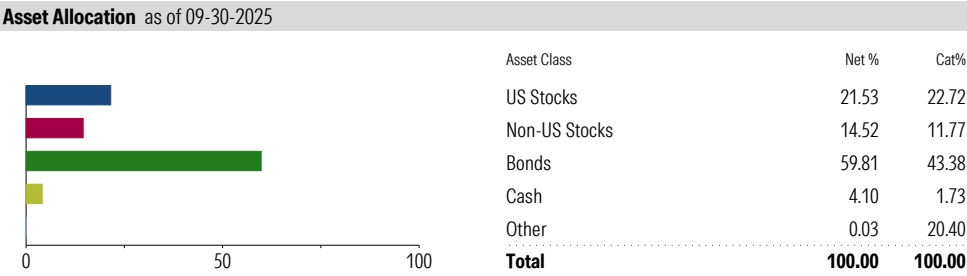 Asset Allocation as of 09-30-2025
0 50 100
Asset Class Net % Cat%
US Stocks 21.53 22.72
Non-US Stocks 14.52 11.77
Bonds 59.81 43.38
Cash 4.10 1.73
Other 0.03 20.40
Total 100.00 100.00